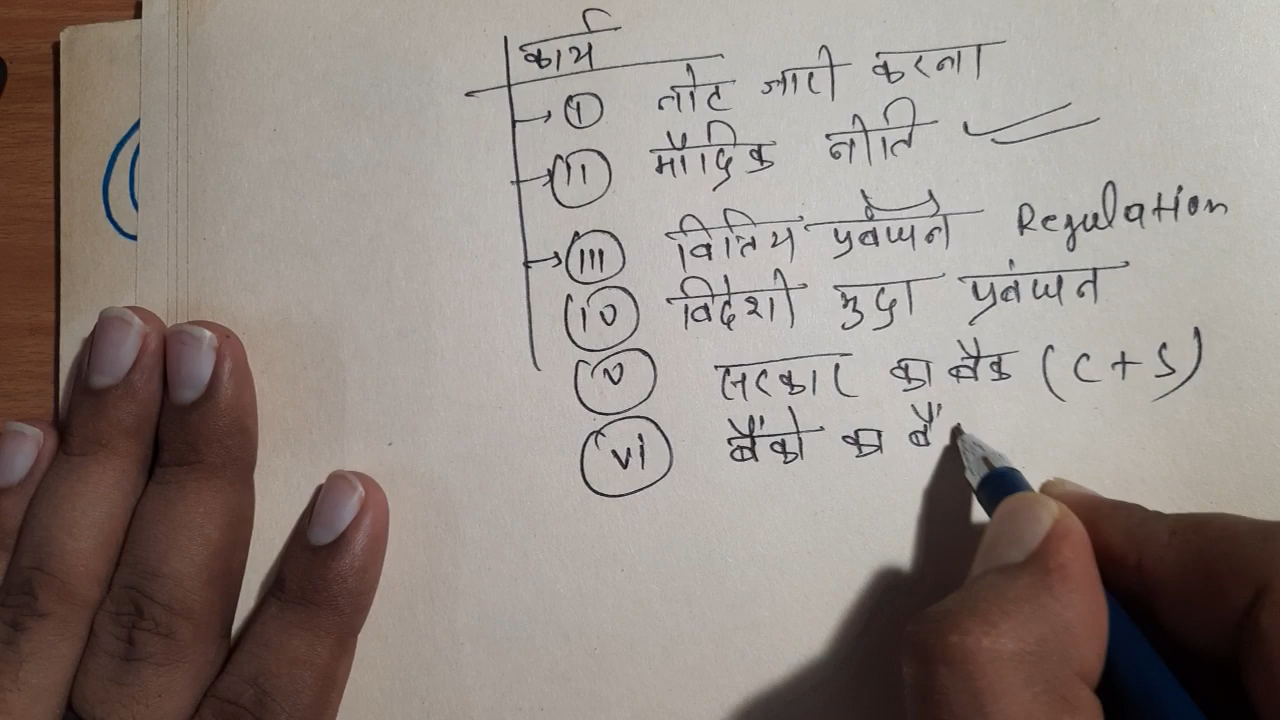 कार्य
I नोट जारी करना
II मौद्रिक नीति
III वित्तिय प्रबंधन Regulation
IV विदेशी मुद्रा प्रबंधन
V सरकार का बैंक (C + S)
VI बैंको का बैं